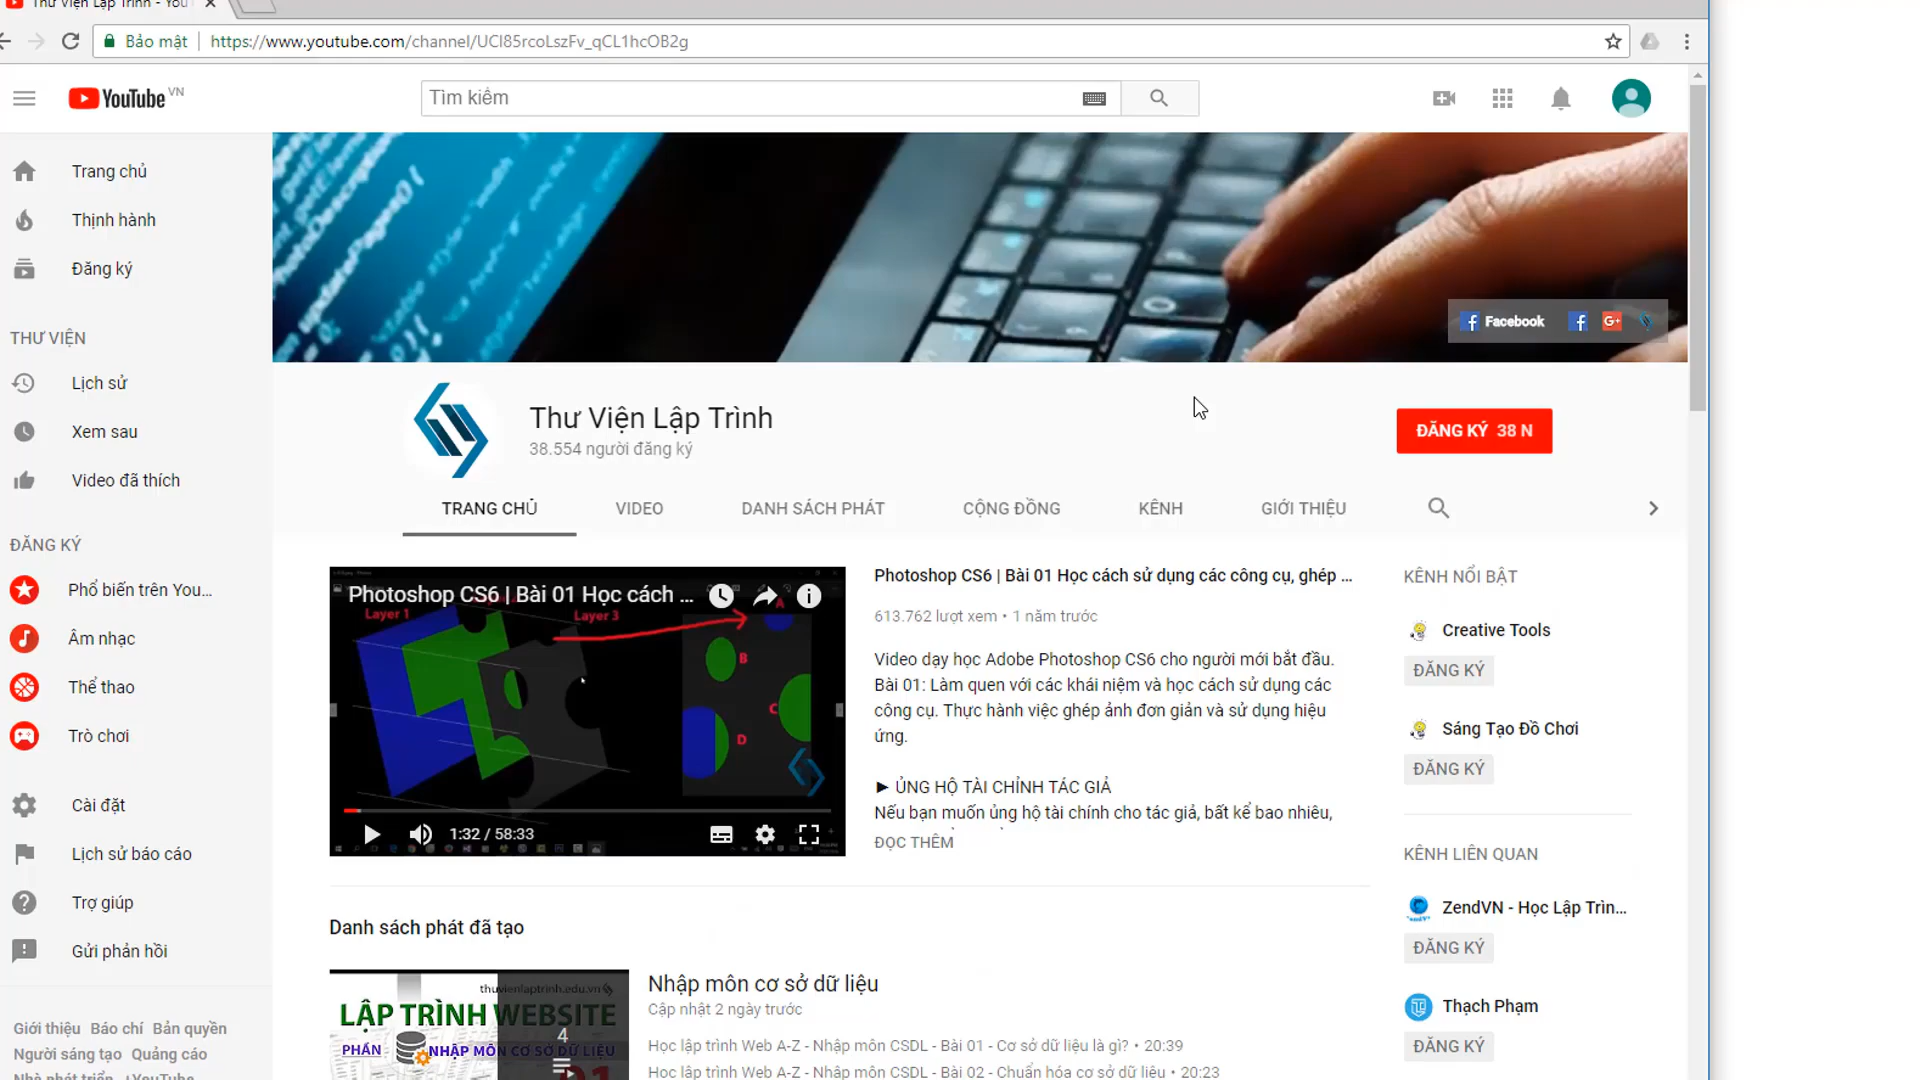 Thư Viện Lập Trình - YouT
Bảo mật
https://www.youtube.com/channel/UCl85rcoLszFv_qCL1hcOB2g
YouTube VN
Tìm kiếm
Trang chủ
Thịnh hành
Đăng ký
THƯ VIỆN
Lịch sử
Xem sau
Video đã thích
ĐĂNG KÝ
Phổ biến trên You...
Âm nhạc
Thể thao
Trò chơi
Cài đặt
Lịch sử báo cáo
Trợ giúp
Gửi phản hồi
Giới thiệu Báo chí Bản quyền
Người sáng tạo Quảng cáo
Nhà phát triển +YouTube
Facebook
G+
Thư Viện Lập Trình
38.554 người đăng ký
ĐĂNG KÝ 38 N
TRANG CHỦ
VIDEO
DANH SÁCH PHÁT
CỘNG ĐỒNG
KÊNH
GIỚI THIỆU
Photoshop CS6 | Bài 01 Học cách ...
Layer 1
Layer 3
A
B
C
D
1:32 / 58:33
Photoshop CS6 | Bài 01 Học cách sử dụng các công cụ, ghép ...
613.762 lượt xem • 1 năm trước
Video dạy học Adobe Photoshop CS6 cho người mới bắt đầu.
Bài 01: Làm quen với các khái niệm và học cách sử dụng các
công cụ. Thực hành việc ghép ảnh đơn giản và sử dụng hiệu
ứng.
► ỦNG HỘ TÀI CHỈNH TÁC GIẢ
Nếu bạn muốn ủng hộ tài chính cho tác giả, bất kể bao nhiêu,
ĐỌC THÊM
KÊNH NỔI BẬT
Creative Tools
ĐĂNG KÝ
Sáng Tạo Đồ Chơi
ĐĂNG KÝ
KÊNH LIÊN QUAN
ZendVN - Học Lập Trìn...
ĐĂNG KÝ
Thạch Phạm
ĐĂNG KÝ
Danh sách phát đã tạo
thuvienlaptrinh.edu.vn
LẬP TRÌNH WEBSITE
PHẦN
NHẬP MÔN CƠ SỞ DỮ LIỆU
01
4
Nhập môn cơ sở dữ liệu
Cập nhật 2 ngày trước
Học lập trình Web A-Z - Nhập môn CSDL - Bài 01 - Cơ sở dữ liệu là gì? • 20:39
Học lập trình Web A-Z - Nhập môn CSDL - Bài 02 - Chuẩn hóa cơ sở dữ liệu • 20:23